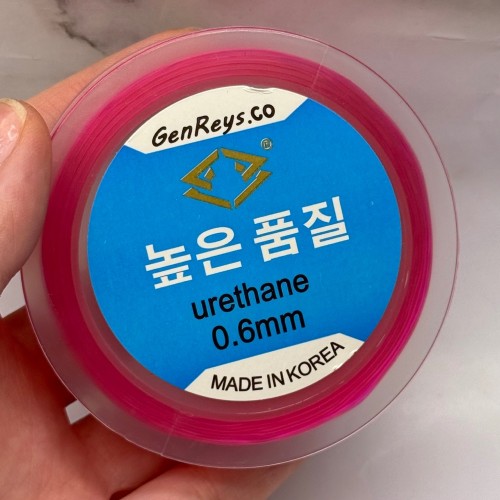 GenReys.co
®
높은 품질
urethane
0.6mm
MADE IN KOREA